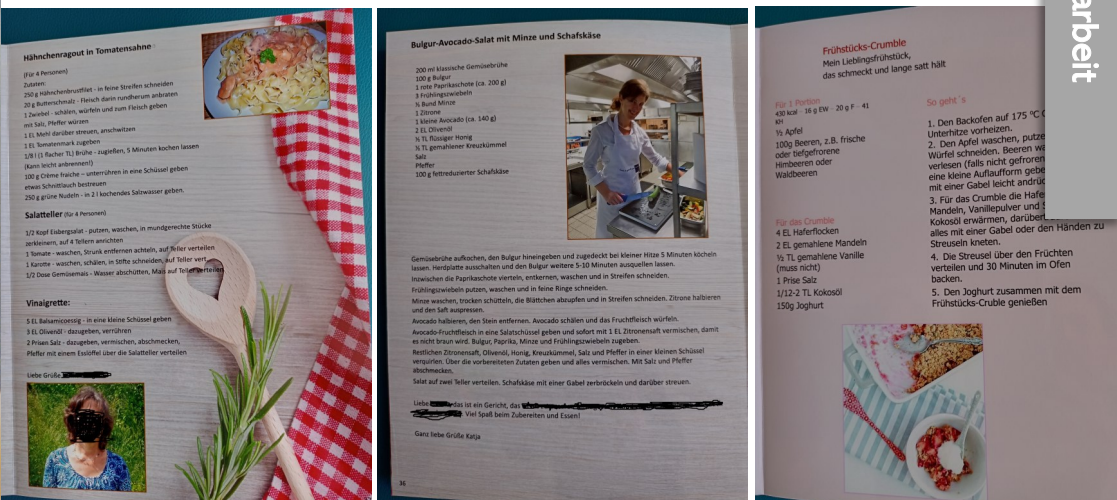 Hähnchenragout in Tomatensahne
(Für 4 Personen)
Zutaten:
250 g Hähnchenbrustfilet - in feine Streifen schneiden
20 g Butterschmalz - Fleisch darin rundherum anbraten
1 Zwiebel - schälen, würfeln und zum Fleisch geben
mit Salz, Pfeffer würzen
1 EL Mehl darüber streuen, anschwitzen
1 EL Tomatenmark zugeben
1/8 l (1 flacher TL) Brühe - zugießen, 5 Minuten kochen lassen
(Kann leicht anbrennen!)
100 g Crème fraîche – unterrühren in eine Schüssel geben
etwas Schnittlauch bestreuen
250 g grüne Nudeln - in 2 l kochendes Salzwasser geben.
Salatteller (für 4 Personen)
1/2 Kopf Eisbergsalat - putzen, waschen, in mundgerechte Stücke
zerkleinern, auf 4 Tellern anrichten
1 Tomate - waschen, Strunk entfernen achteln, auf Teller verteilen
1 Karotte - waschen, schälen, in Stifte schneiden, auf Teller vert.
1/2 Dose Gemüsemais - Wasser abschütten, Mais auf Teller verteilen
Vinaigrette:
5 EL Balsamicoessig - in eine kleine Schüssel geben
3 EL Olivenöl - dazugeben, verrühren
2 Prisen Salz - dazugeben, vermischen, abschmecken,
Pfeffer mit einem Esslöffel über die Salatteller verteilen
Liebe Grüße
Bulgur-Avocado-Salat mit Minze und Schafskäse
200 ml klassische Gemüsebrühe
100 g Bulgur
1 rote Paprikaschote (ca. 200 g)
3 Frühlingszwiebeln
½ Bund Minze
1 Zitrone
1 kleine Avocado (ca. 140 g)
2 EL Olivenöl
½ TL flüssiger Honig
½ TL gemahlener Kreuzkümmel
Salz
Pfeffer
100 g fettreduzierter Schafskäse
Gemüsebrühe aufkochen, den Bulgur hineingeben und zugedeckt bei kleiner Hitze 5 Minuten köcheln
lassen. Herdplatte ausschalten und den Bulgur weitere 5-10 Minuten ausquellen lassen.
Inzwischen die Paprikaschote vierteln, entkernen, waschen und in Streifen schneiden.
Frühlingszwiebeln putzen, waschen und in feine Ringe schneiden.
Minze waschen, trocken schütteln, die Blättchen abzupfen und in Streifen schneiden. Zitrone halbieren
und den Saft auspressen.
Avocado halbieren, den Stein entfernen. Avocado schälen und das Fruchtfleisch würfeln.
Avocado-Fruchtfleisch in eine Salatschüssel geben und sofort mit 1 EL Zitronensaft vermischen, damit
es nicht braun wird. Bulgur, Paprika, Minze und Frühlingszwiebeln zugeben.
Restlichen Zitronensaft, Olivenöl, Honig, Kreuzkümmel, Salz und Pfeffer in einer kleinen Schüssel
verquirlen. Über die vorbereiteten Zutaten geben und alles vermischen. Mit Salz und Pfeffer
abschmecken.
Salat auf zwei Teller verteilen. Schafskäse mit einer Gabel zerbröckeln und darüber streuen.
Liebe das ist ein Gericht, das
Viel Spaß beim Zubereiten und Essen!
Ganz liebe Grüße Katja
36
Frühstücks-Crumble
Mein Lieblingsfrühstück,
das schmeckt und lange satt hält
Für 1 Portion
430 kcal · 16 g EW · 20 g F · 41
KH
½ Apfel
100g Beeren, z.B. frische
oder tiefgefrorene
Himbeeren oder
Waldbeeren
Für das Crumble
4 EL Haferflocken
2 EL gemahlene Mandeln
½ TL gemahlene Vanille
(muss nicht)
1 Prise Salz
1/12-2 TL Kokosöl
150g Joghurt
So geht´s
1. Den Backofen auf 175 °C
Unterhitze vorheizen.
2. Den Apfel waschen, putze
Würfel schneiden. Beeren wa
verlesen (falls nicht gefroren
eine kleine Auflaufform gebe
mit einer Gabel leicht andrüc
3. Für das Crumble die Hafe
Mandeln, Vanillepulver und S
Kokosöl erwärmen, darüber
alles mit einer Gabel oder den Händen zu
Streuseln kneten.
4. Die Streusel über den Früchten
verteilen und 30 Minuten im Ofen
backen.
5. Den Joghurt zusammen mit dem
Frühstücks-Cruble genießen
arbeit